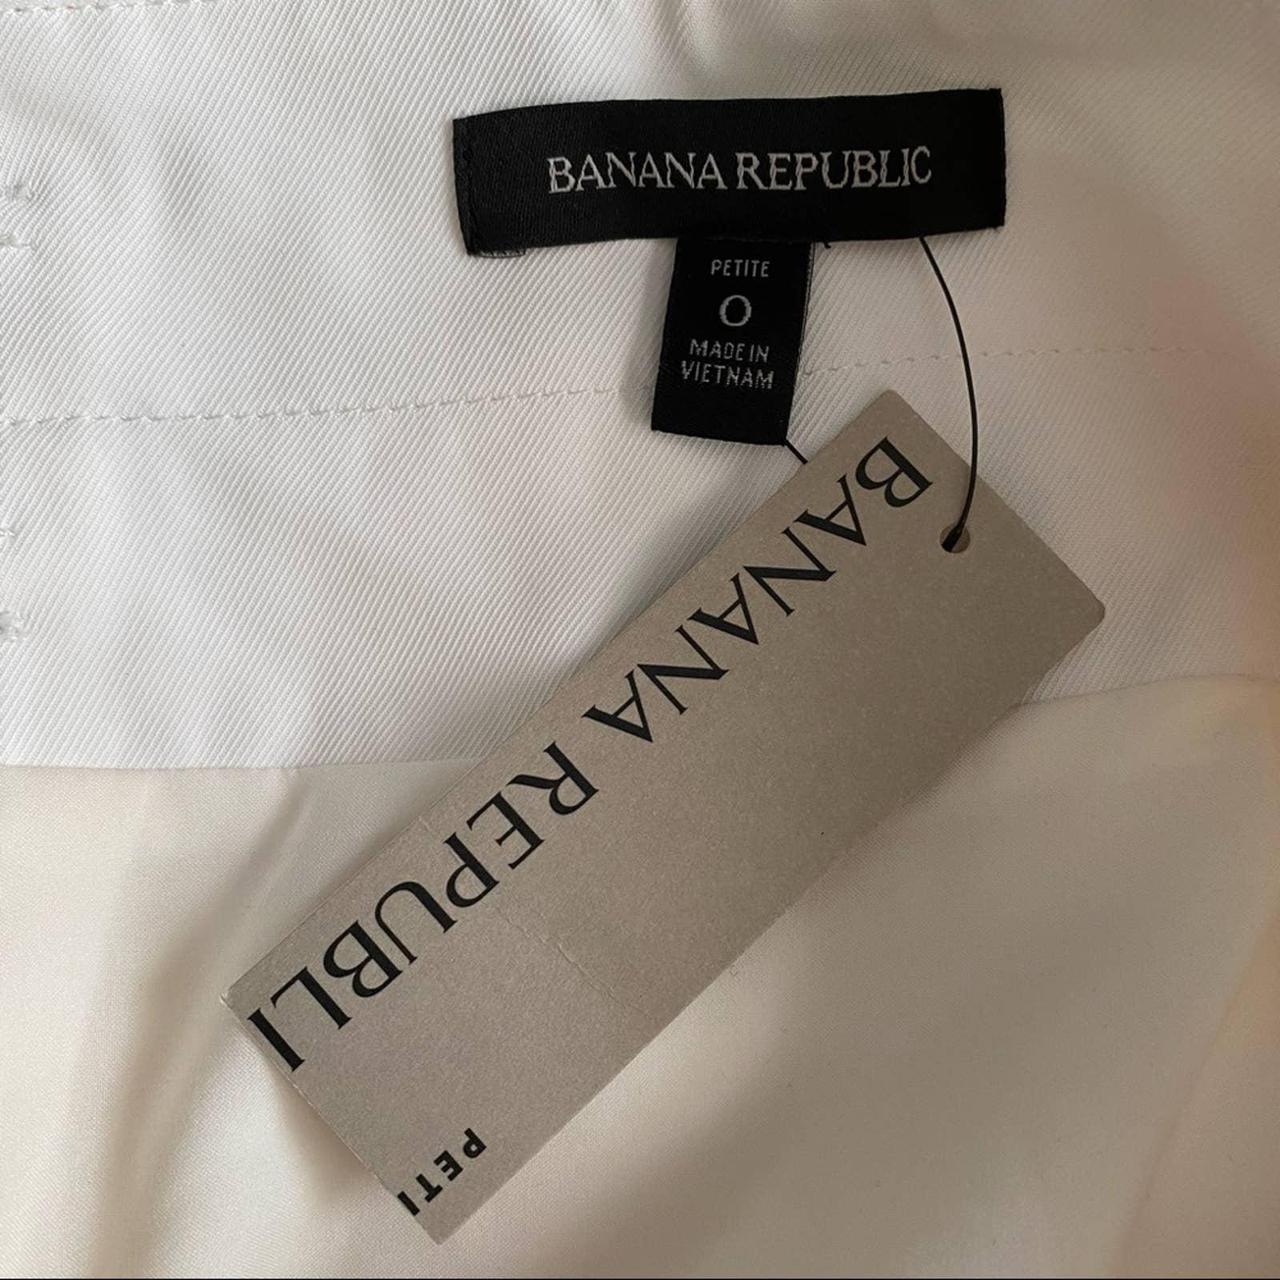 BANANA REPUBLIC
PETITE
0
MADE IN
VIETNAM
BANANA REPUBLI
PETI